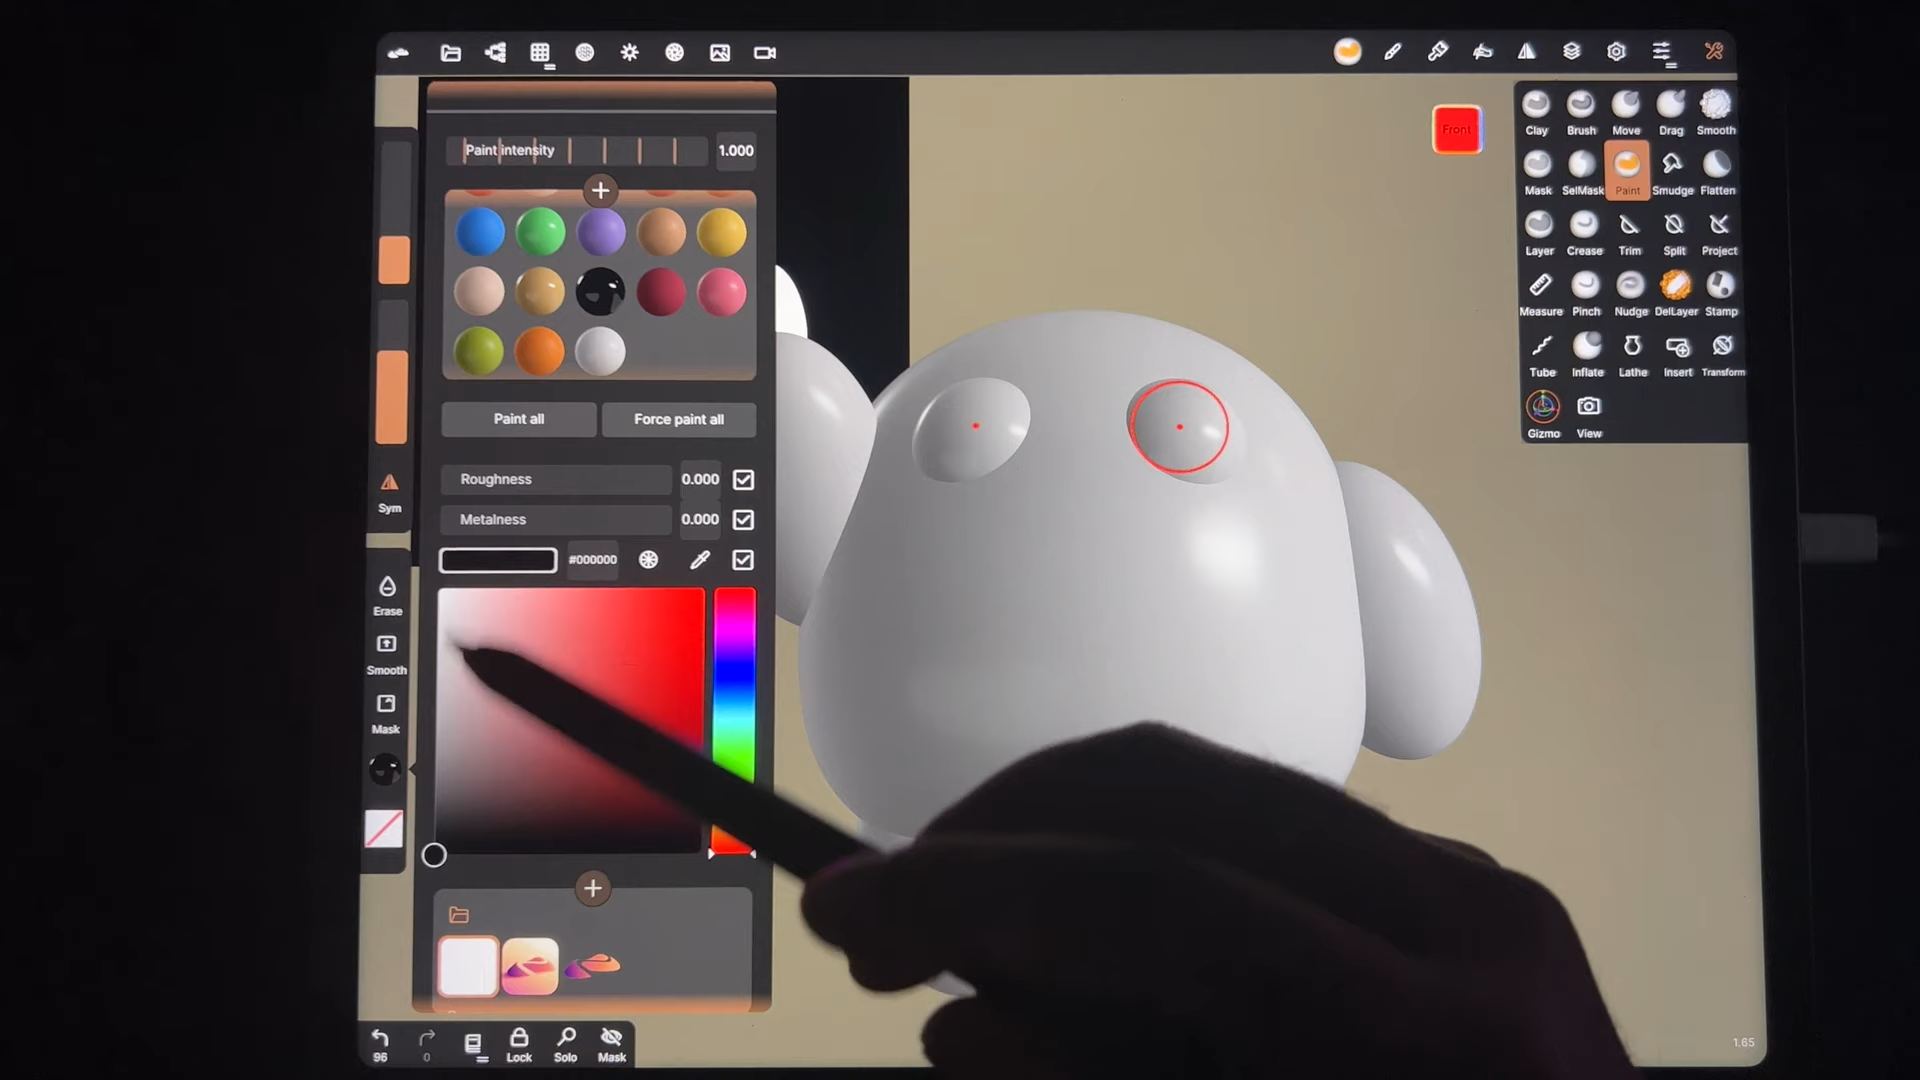 Front
Paint intensity 1.000
Clay Brush Move Drag Smooth
Mask SelMask Paint Smudge Flatten
Layer Crease Trim Split Project
Measure Pinch Nudge DelLayer Stamp
Tube Inflate Lathe Insert Transform
Gizmo View
Paint all Force paint all
Roughness 0.000
Metalness 0.000
#000000
Sym
Erase
Smooth
Mask
96 0 Lock Solo Mask
1.65